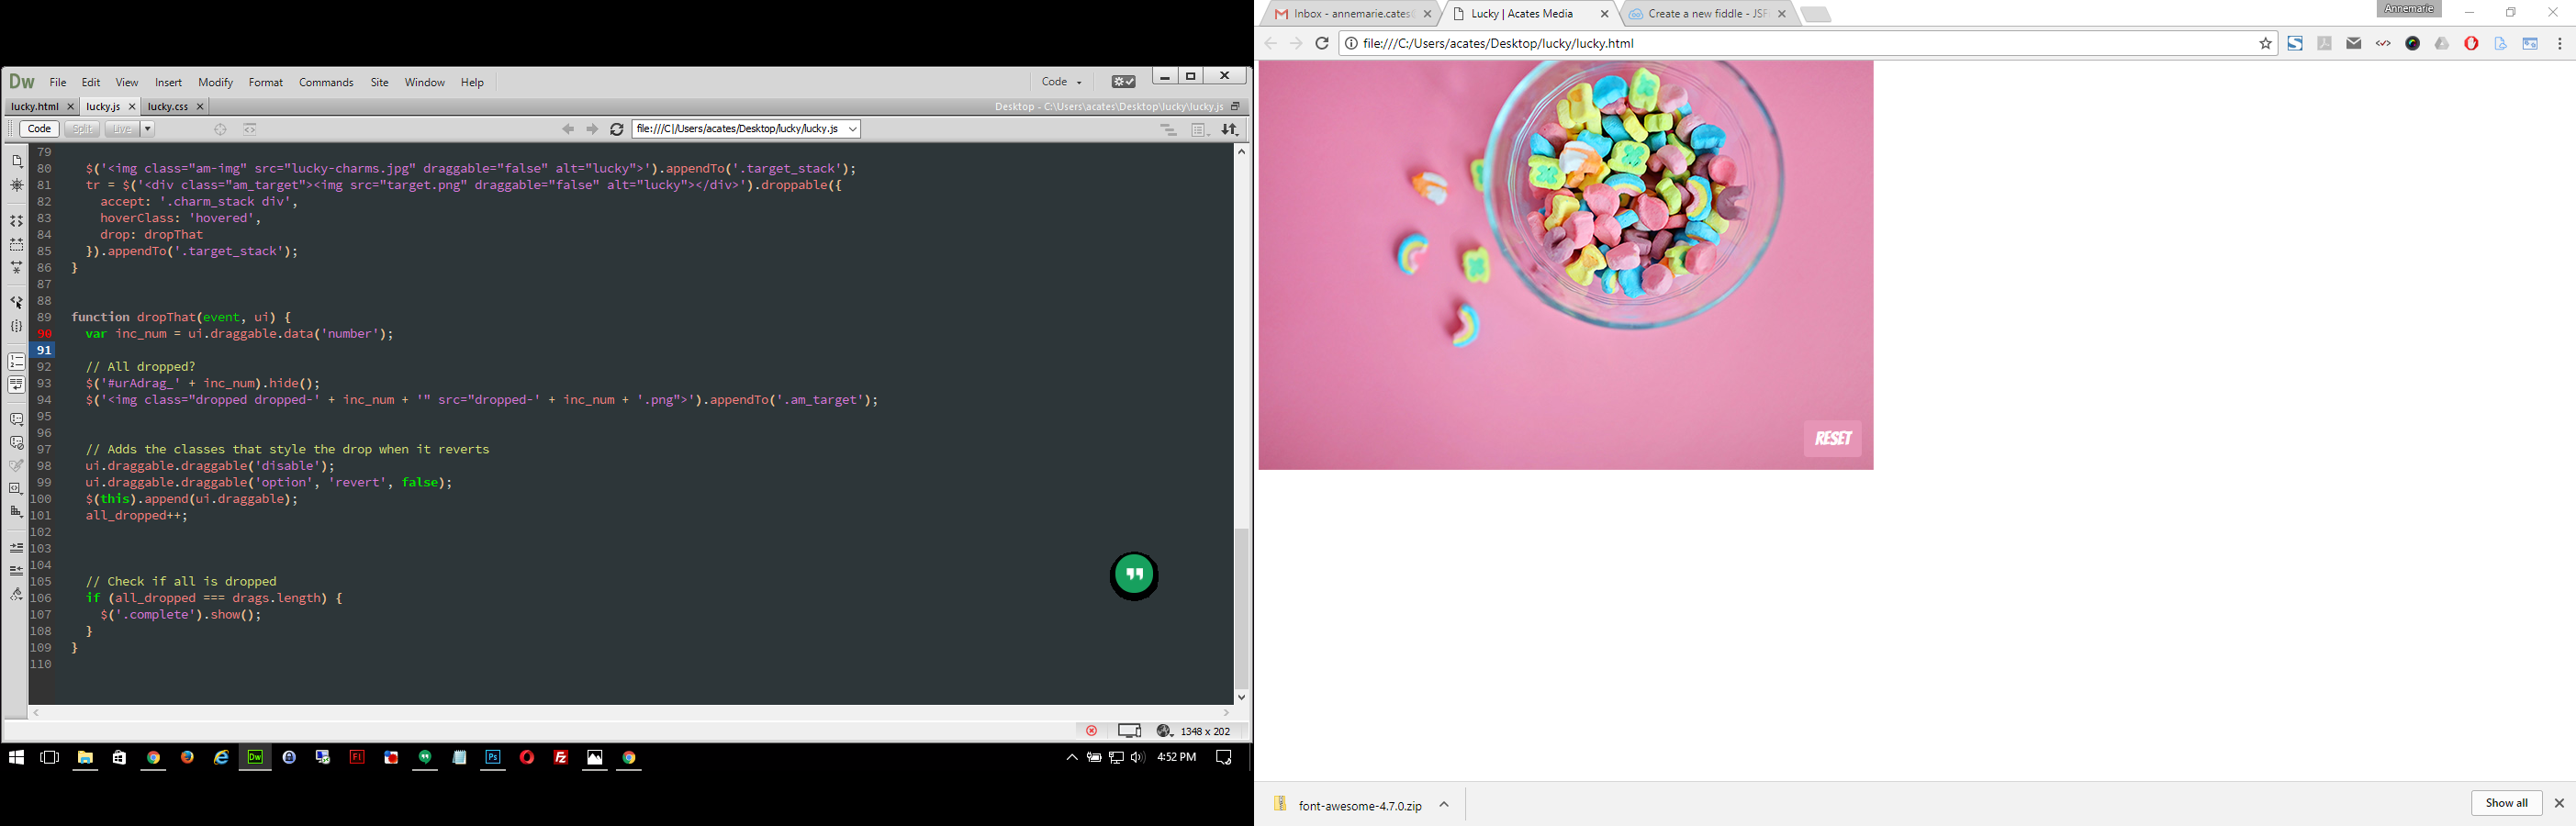 Dw File Edit View Insert Modify Format Commands Site Window Help Code
lucky.html lucky.js lucky.css Desktop - C:\Users\acates\Desktop\lucky\lucky.js
Code Split Live file:///C|/Users/acates/Desktop/lucky/lucky.js
79
80 $('<img class="am-img" src="lucky-charms.jpg" draggable="false" alt="lucky">').appendTo('.target_stack');
81 tr = $('<div class="am_target"><img src="target.png" draggable="false" alt="lucky"></div>').droppable({
82 accept: '.charm_stack div',
83 hoverClass: 'hovered',
84 drop: dropThat
85 }).appendTo('.target_stack');
86 }
87
88
89 function dropThat(event, ui) {
90 var inc_num = ui.draggable.data('number');
91
92 // All dropped?
93 $('#urAdrag_' + inc_num).hide();
94 $('<img class="dropped dropped-' + inc_num + '" src="dropped-' + inc_num + '.png">').appendTo('.am_target');
95
96
97 // Adds the classes that style the drop when it reverts
98 ui.draggable.draggable('disable');
99 ui.draggable.draggable('option', 'revert', false);
100 $(this).append(ui.draggable);
101 all_dropped++;
102
103
104
105 // Check if all is dropped
106 if (all_dropped === drags.length) {
107 $('.complete').show();
108 }
109 }
110
1348 x 202
Dw Fl Ps Fz 4:52 PM
Inbox - annemarie.cates Lucky | Acates Media Create a new fiddle - JSF Annemarie
file:///C:/Users/acates/Desktop/lucky/lucky.html
RESET
font-awesome-4.7.0.zip Show all